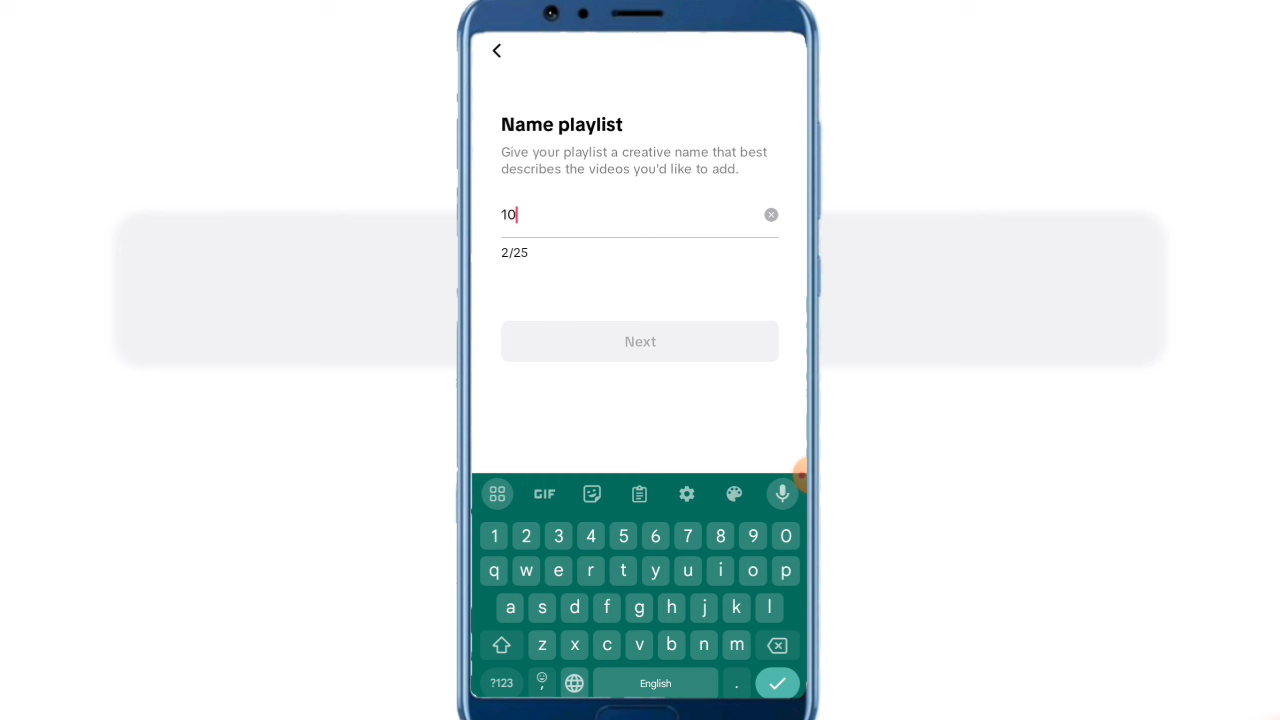 Name playlist
Give your playlist a creative name that best
describes the videos you'd like to add.
10
2/25
Next
GIF
1 2 3 4 5 6 7 8 9 0
q w e r t y u i o p
a s d f g h j k l
z x c v b n m
?123 , English .